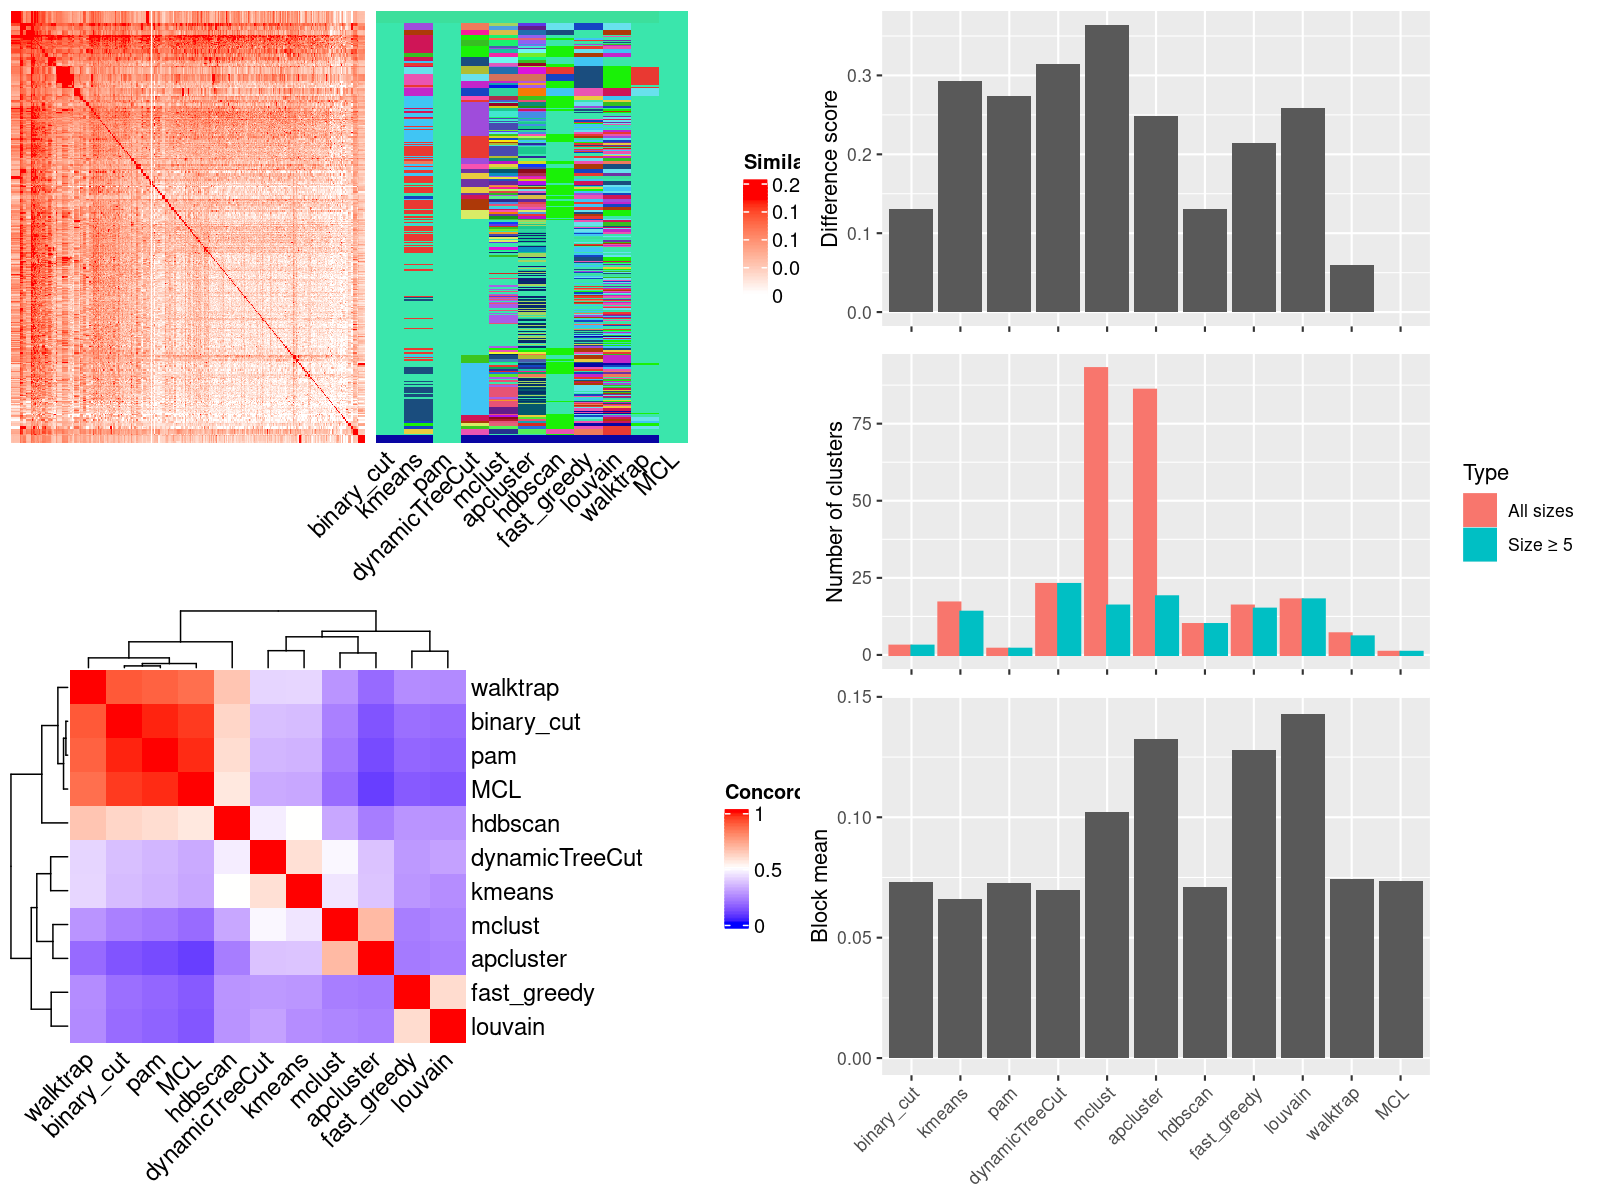 Simila
0.2
0.1
0.1
0.0
0
binary_cut
kmeans
pam
dynamicTreeCut
mclust
apcluster
hdbscan
fast_greedy
louvain
walktrap
MCL
walktrap
binary_cut
pam
MCL
hdbscan
dynamicTreeCut
kmeans
mclust
apcluster
fast_greedy
louvain
walktrap
binary_cut
pam
MCL
hdbscan
dynamicTreeCut
kmeans
mclust
apcluster
fast_greedy
louvain
Concord
1
0.5
0
Difference score
0.3
0.2
0.1
0.0
Number of clusters
75
50
25
0
Type
All sizes
Size ≥ 5
Block mean
0.15
0.10
0.05
0.00
binary_cut
kmeans
pam
dynamicTreeCut
mclust
apcluster
hdbscan
fast_greedy
louvain
walktrap
MCL